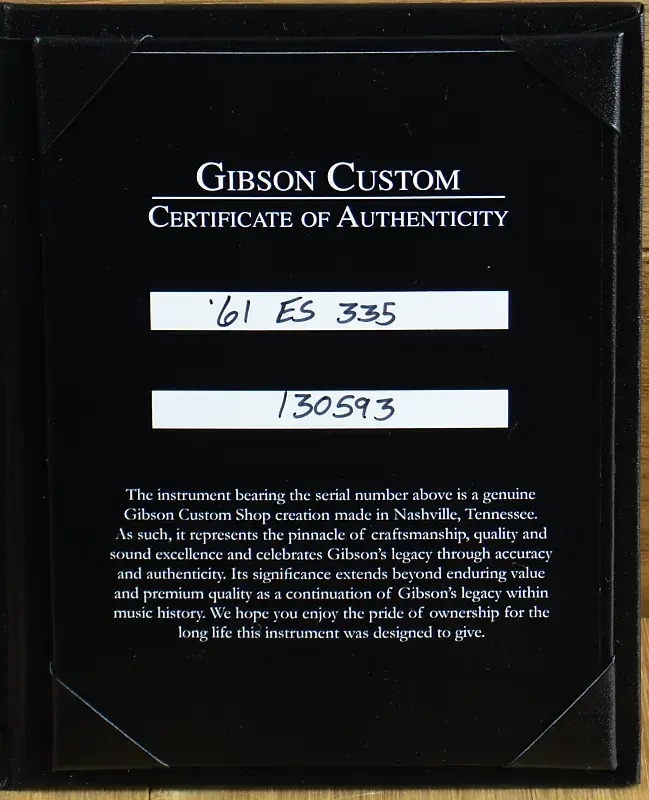 GIBSON CUSTOM
CERTIFICATE OF AUTHENTICITY
'61 ES 335
130593
The instrument bearing the serial number above is a genuine
Gibson Custom Shop creation made in Nashville, Tennessee.
As such, it represents the pinnacle of craftsmanship, quality and
sound excellence and celebrates Gibson's legacy through accuracy
and authenticity. Its significance extends beyond enduring value
and premium quality as a continuation of Gibson's legacy within
music history. We hope you enjoy the pride of ownership for the
long life this instrument was designed to give.